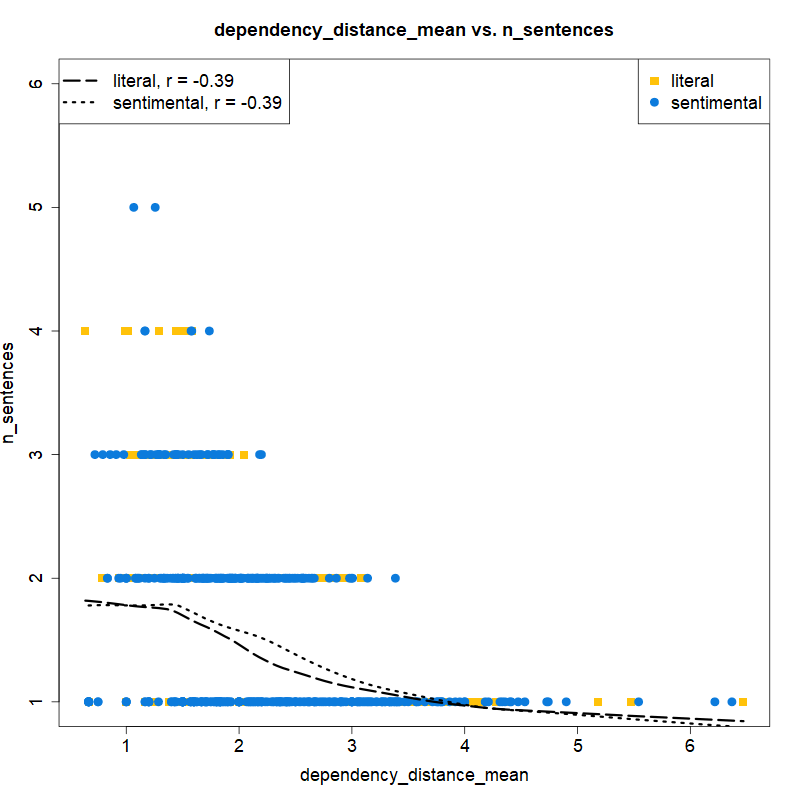 dependency_distance_mean vs. n_sentences
literal, r = -0.39
sentimental, r = -0.39
literal
sentimental
6
5
4
3
2
1
n_sentences
1 2 3 4 5 6
dependency_distance_mean